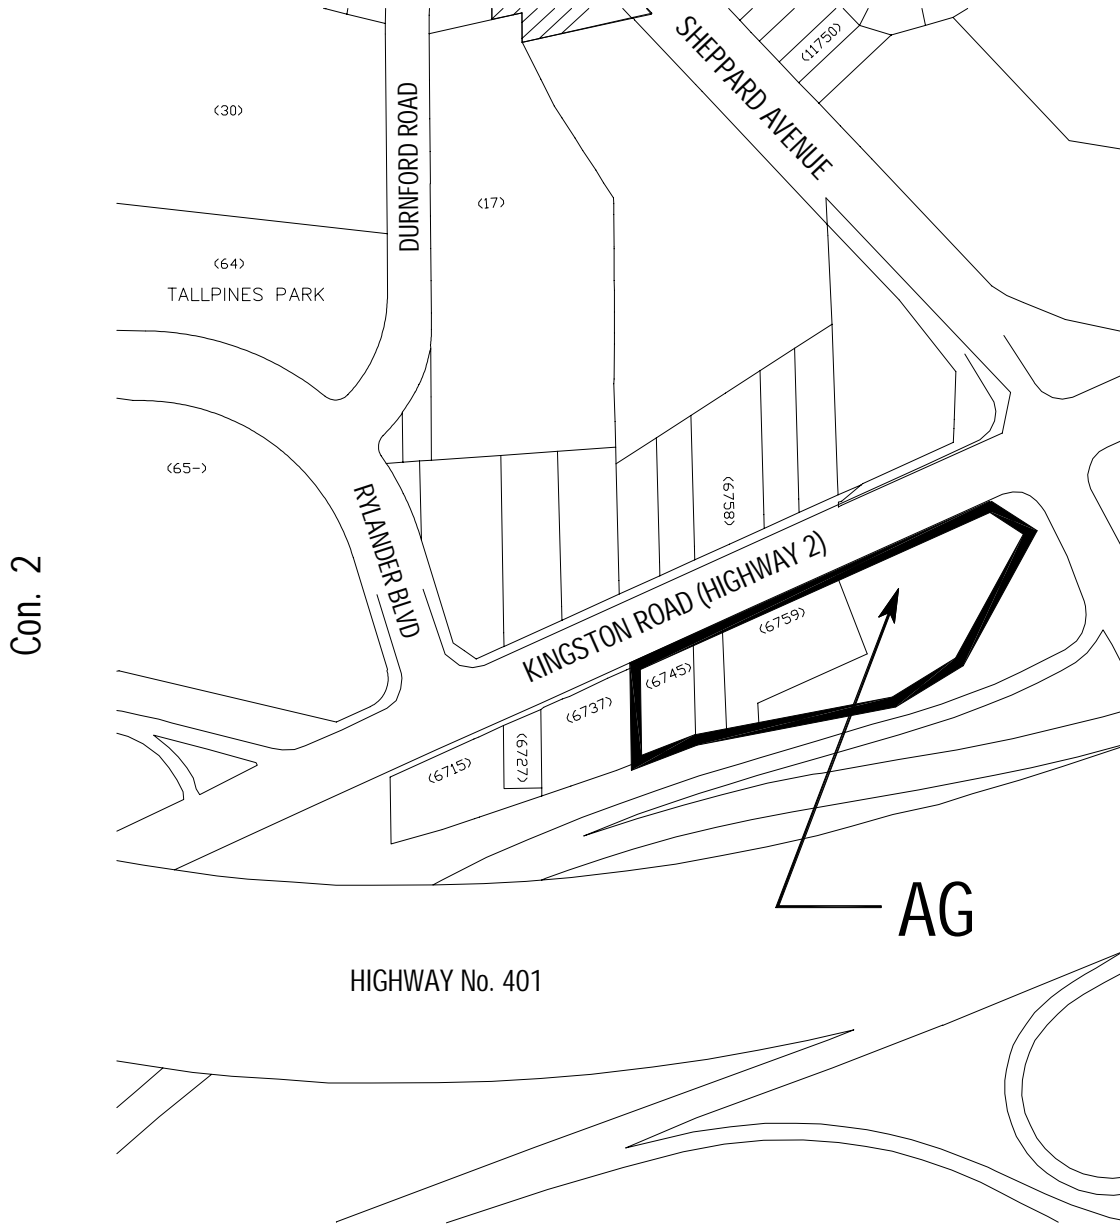 (11750)
SHEPPARD AVENUE
(30)
DURNFORD ROAD
(17)
(64)
TALLPINES PARK
(65-)
RYLANDER BLVD
(6758)
KINGSTON ROAD (HIGHWAY 2)
(6759)
(6745)
(6737)
(6727)
(6715)
Con. 2
AG
HIGHWAY No. 401